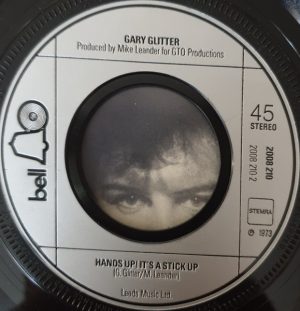 GARY GLITTER
Produced by Mike Leander for GTO Productions
bell
45
STEREO
2008 210
2008 210 2
STEMRA
℗ 1973
HANDS UP! IT'S A STICK UP
(G. Glitter/M. Leander)
Leeds Music Ltd.